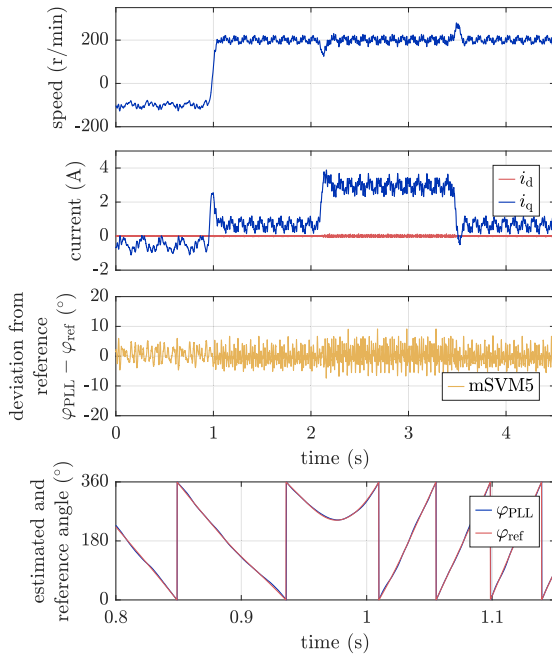 speed (r/min)
200
0
-200
current (A)
4
2
0
-2
i_d
i_q
deviation from
reference
φ_PLL − φ_ref (°)
20
10
0
-10
-20
mSVM5
0
1
2
3
4
time (s)
estimated and
reference angle (°)
360
180
0
φ_PLL
φ_ref
0.8
0.9
1
1.1
time (s)